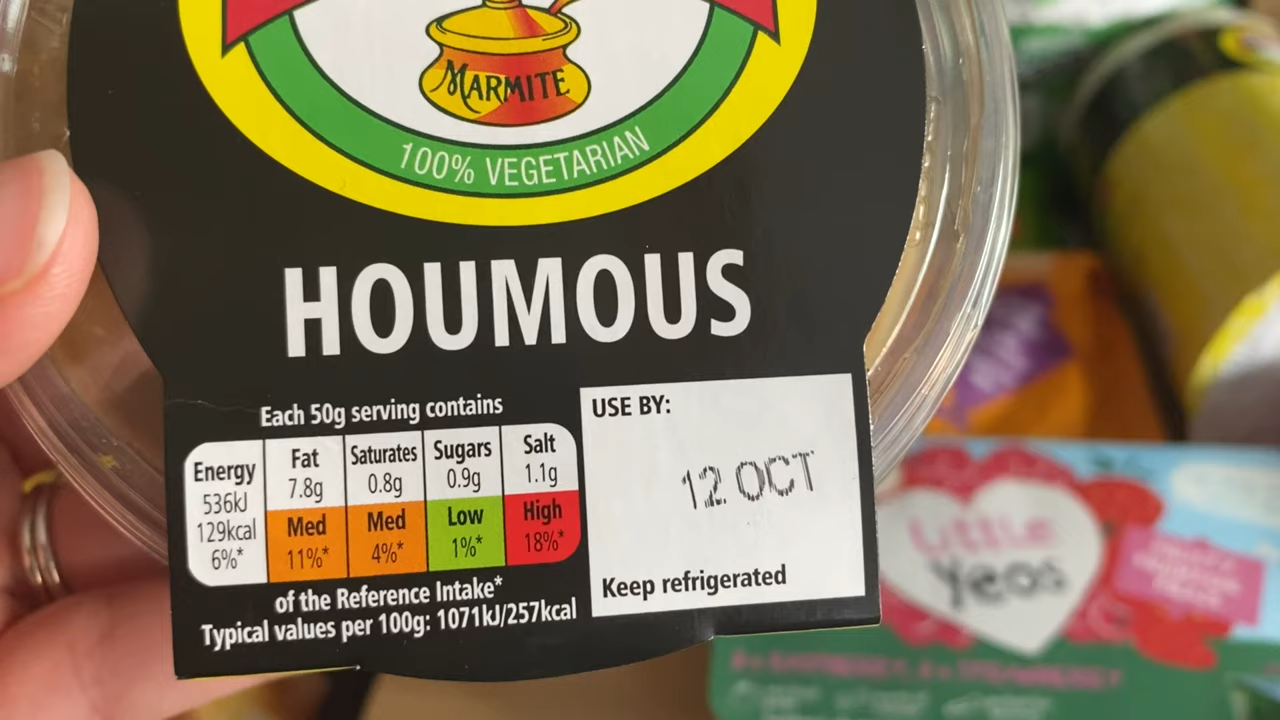 MARMITE
100% VEGETARIAN
HOUMOUS
Each 50g serving contains
Energy
536kJ
129kcal
6%*
Fat
7.8g
Med
11%*
Saturates
0.8g
Med
4%*
Sugars
0.9g
Low
1%*
Salt
1.1g
High
18%*
of the Reference Intake*
Typical values per 100g: 1071kJ/257kcal
USE BY:
12 OCT
Keep refrigerated
Little
Yeos